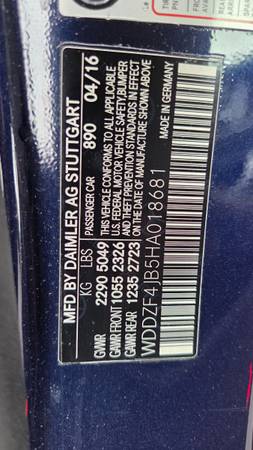 MFD BY DAIMLER AG STUTTGART
PASSENGER CAR 890 04/16
KG LBS
GVWR 2290 5049
GAWR FRONT 1055 2326
GAWR REAR 1235 2723
THIS VEHICLE CONFORMS TO ALL APPLICABLE
U.S. FEDERAL MOTOR VEHICLE SAFETY, BUMPER
AND THEFT PREVENTION STANDARDS IN EFFECT
ON THE DATE OF MANUFACTURE SHOWN ABOVE
WDDZF4JB5HA018681
MADE IN GERMANY